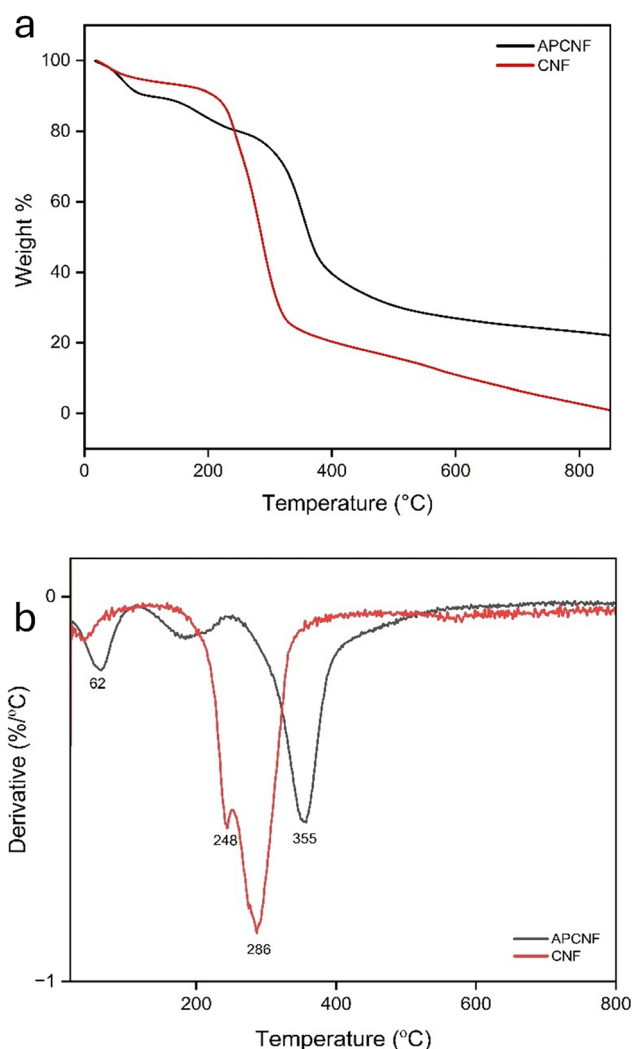 a
APCNF
CNF
100
80
60
40
20
0
Weight %
0 200 400 600 800
Temperature (°C)
b
0
−1
Derivative (%/°C)
62
248
286
355
APCNF
CNF
200 400 600 800
Temperature (°C)